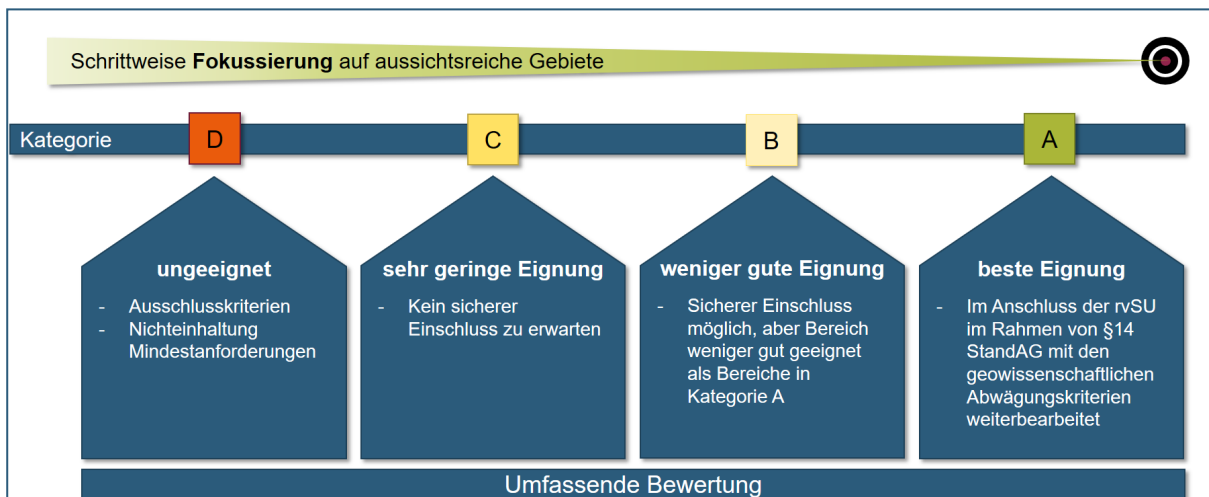 Schrittweise Fokussierung auf aussichtsreiche Gebiete
Kategorie
D
C
B
A
ungeeignet
- Ausschlusskriterien
- Nichteinhaltung
Mindestanforderungen
sehr geringe Eignung
- Kein sicherer
Einschluss zu erwarten
weniger gute Eignung
- Sicherer Einschluss
möglich, aber Bereich
weniger gut geeignet
als Bereiche in
Kategorie A
beste Eignung
- Im Anschluss der rvSU
im Rahmen von §14
StandAG mit den
geowissenschaftlichen
Abwägungskriterien
weiterbearbeitet
Umfassende Bewertung